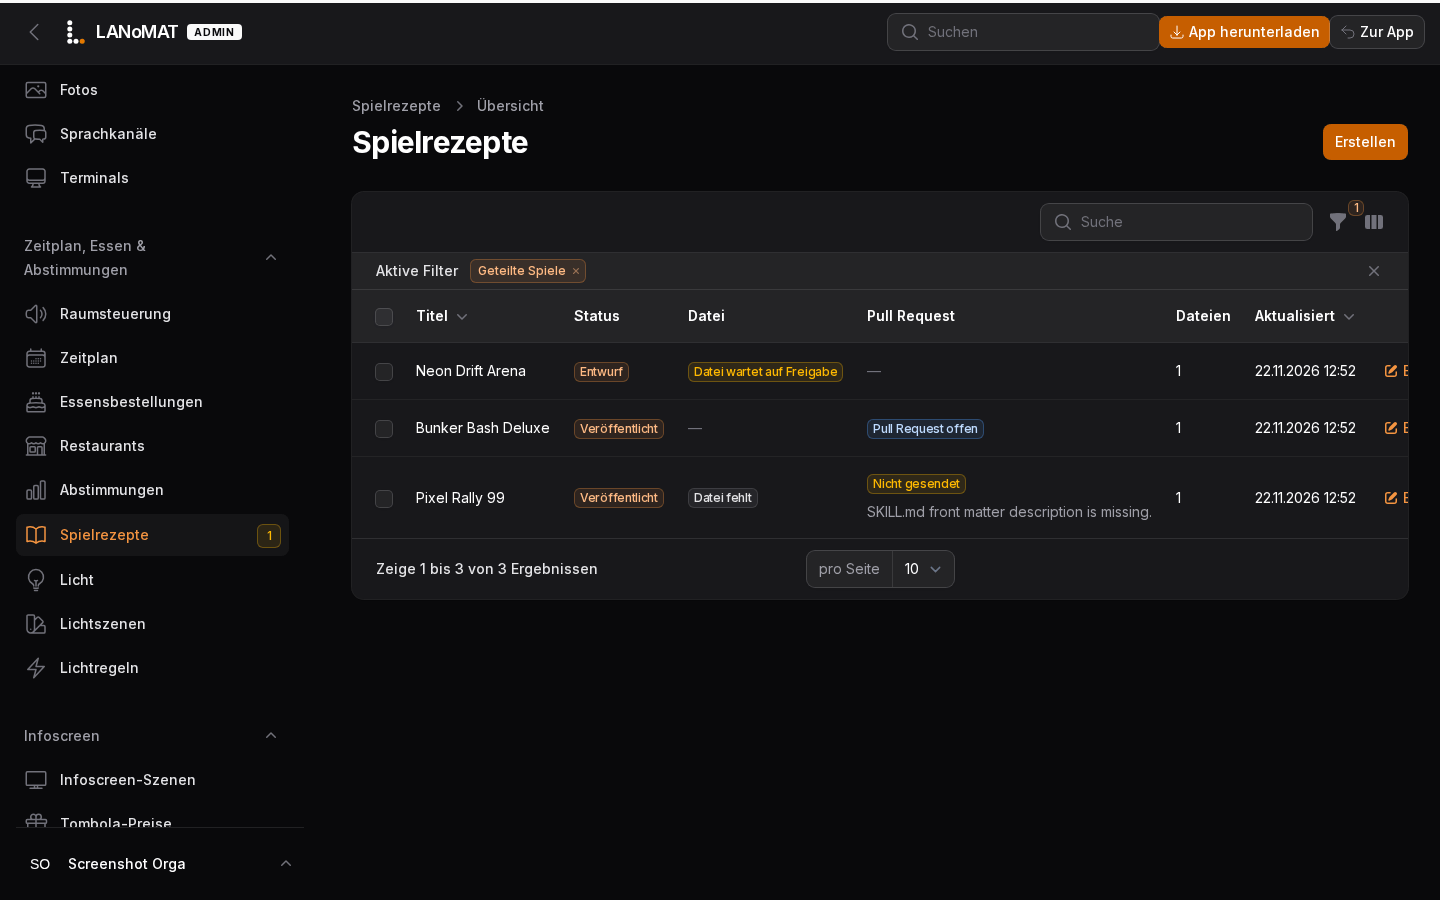 LANoMAT ADMIN
Suchen
App herunterladen
Zur App
Fotos
Sprachkanäle
Terminals
Zeitplan, Essen &
Abstimmungen
Raumsteuerung
Zeitplan
Essensbestellungen
Restaurants
Abstimmungen
Spielrezepte 1
Licht
Lichtszenen
Lichtregeln
Infoscreen
Infoscreen-Szenen
Tombola-Preise
SO Screenshot Orga
Spielrezepte Übersicht
Spielrezepte
Erstellen
Suche
1
Aktive Filter Geteilte Spiele ×
Titel Status Datei Pull Request Dateien Aktualisiert
Neon Drift Arena Entwurf Datei wartet auf Freigabe — 1 22.11.2026 12:52
Bunker Bash Deluxe Veröffentlicht — Pull Request offen 1 22.11.2026 12:52
Pixel Rally 99 Veröffentlicht Datei fehlt Nicht gesendet 1 22.11.2026 12:52
SKILL.md front matter description is missing.
Zeige 1 bis 3 von 3 Ergebnissen
pro Seite 10